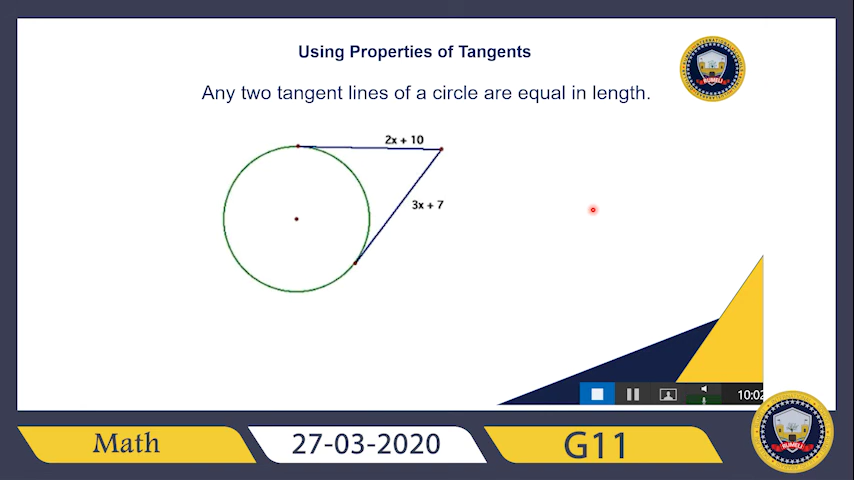 Using Properties of Tangents
Any two tangent lines of a circle are equal in length.
2x + 10
3x + 7
10:02
Math
27-03-2020
G11